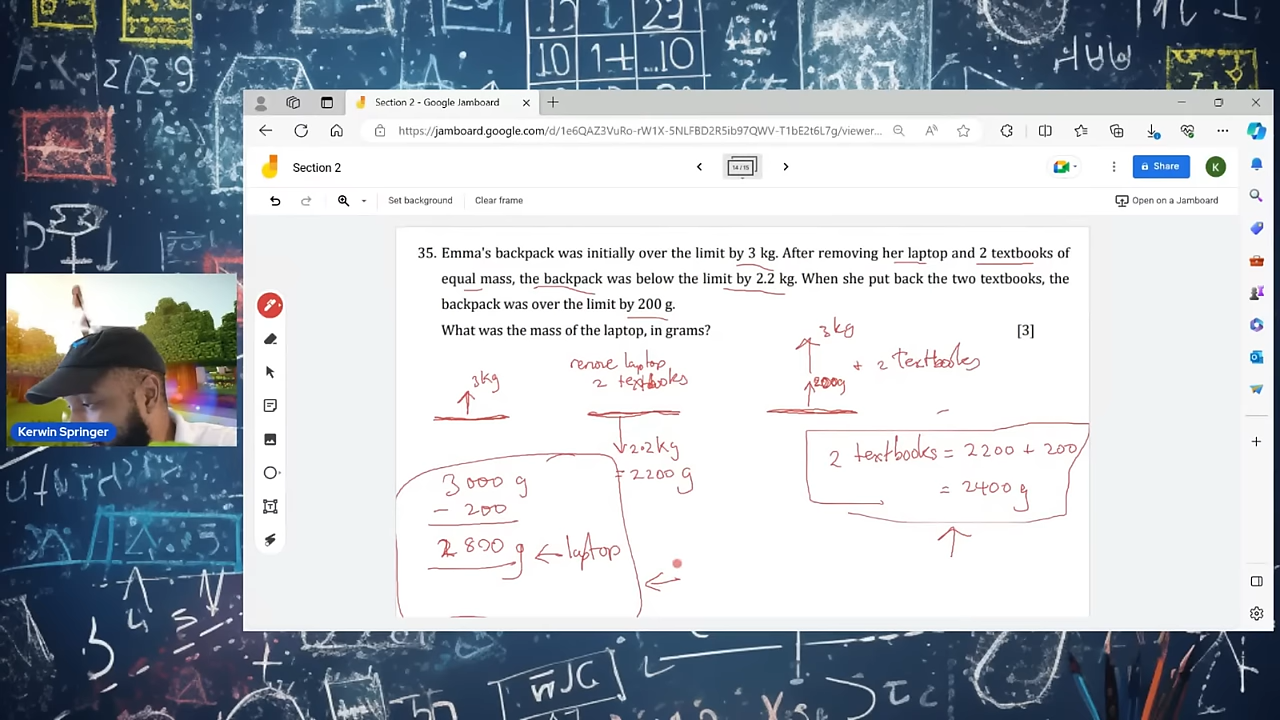 Section 2 - Google Jamboard
https://jamboard.google.com/d/1e6QAZ3VuRo-rW1X-5NLFBD2R5ib97QWV-T1bE2t6L7g/viewer...
Section 2
14 / 15
Share
K
Set background
Clear frame
Open on a Jamboard
35. Emma's backpack was initially over the limit by 3 kg. After removing her laptop and 2 textbooks of
equal mass, the backpack was below the limit by 2.2 kg. When she put back the two textbooks, the
backpack was over the limit by 200 g.
What was the mass of the laptop, in grams? [3]
3kg
remove laptop
2 textbooks
3kg
200g
+ 2 Textbooks
2.2kg
= 2200 g
3000 g
- 200
2800 g ← laptop
2 textbooks = 2200 + 200
= 2400 g
Kerwin Springer